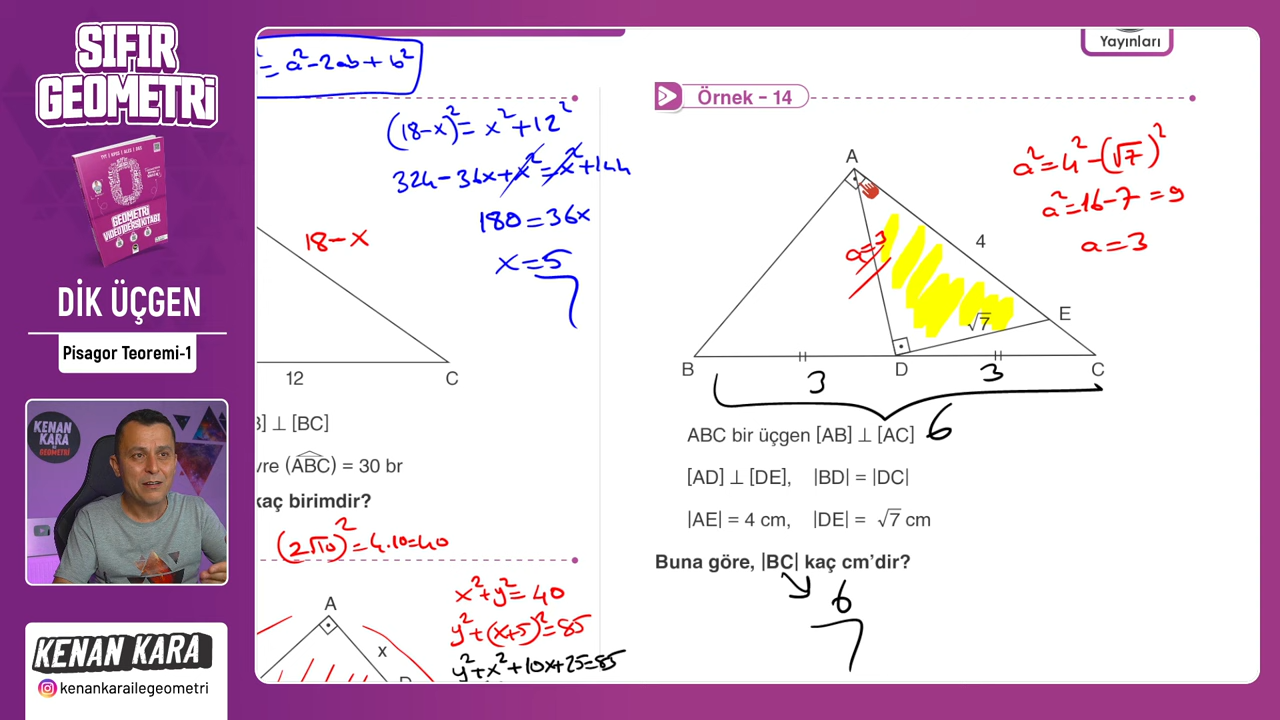 SIFIR
GEOMETRİ
0
GEOMETRİ
VİDEO DERS KİTABI
DİK ÜÇGEN
Pisagor Teoremi-1
KENAN
KARA
GEOMETRİ
KENAN KARA
kenankarailegeometri
= a² - 2ab + b²
(18-x)² = x² + 12²
324 - 36x + x² = x² + 144
180 = 36x
x = 5
18-x
12
C
B] ⊥ [BC]
vre (ABC) = 30 br
kaç birimdir?
(2√10)² = 4.10 = 40
x² + y² = 40
y² + (x+5)² = 85
y² + x² + 10x + 25 = 85
A
x
Yayınları
Örnek - 14
a² = 4² - (√7)²
a² = 16 - 7 = 9
a = 3
A
4
a = 3
E
√7
B
D
C
3
3
6
ABC bir üçgen [AB] ⊥ [AC]
[AD] ⊥ [DE], |BD| = |DC|
|AE| = 4 cm, |DE| = √7 cm
Buna göre, |BC| kaç cm'dir?
6